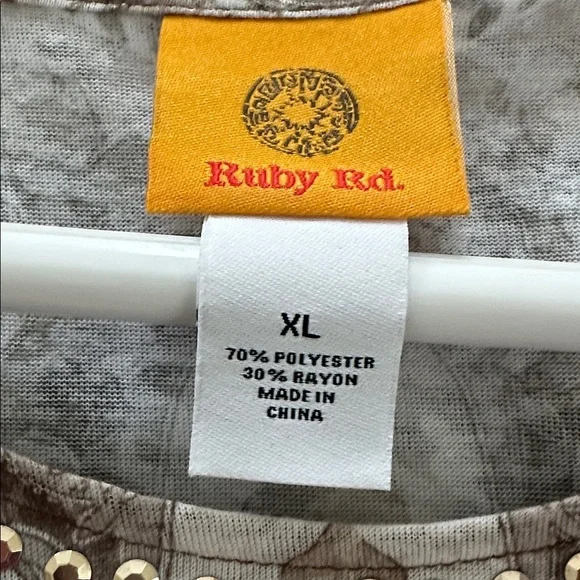 Ruby Rd.
XL
70% POLYESTER
30% RAYON
MADE IN
CHINA